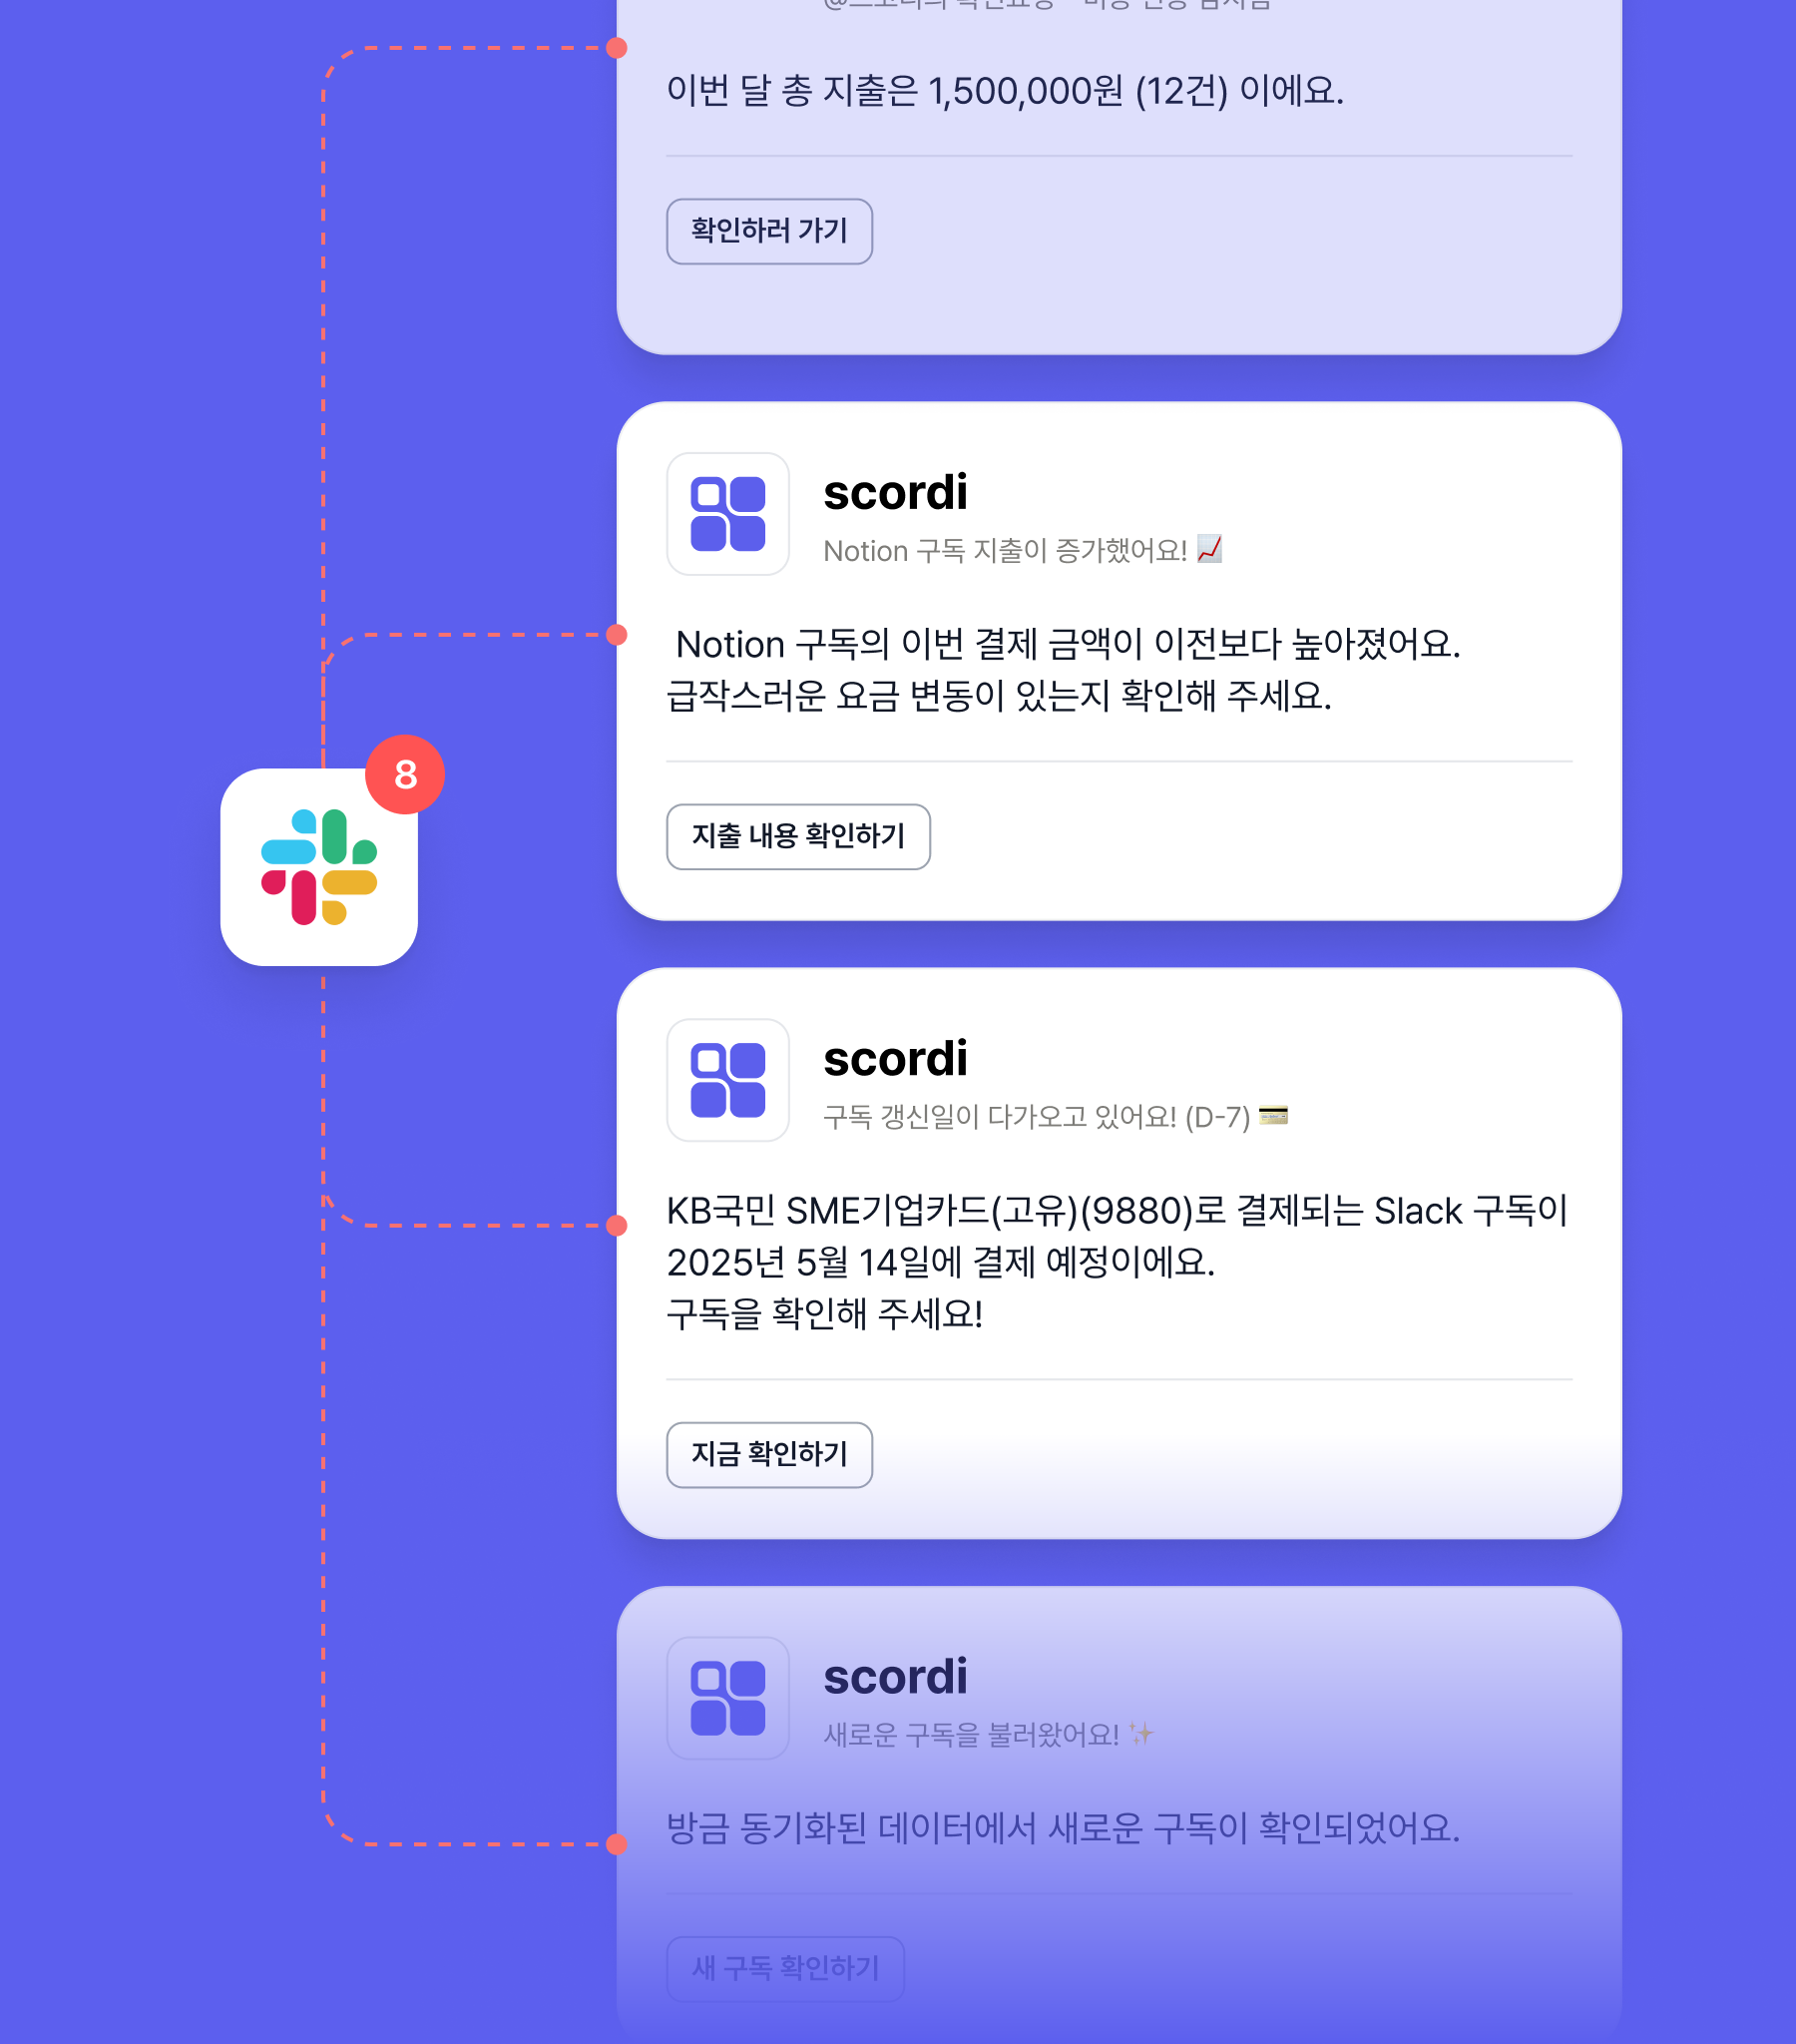 이번 달 총 지출은 1,500,000원 (12건) 이에요.
확인하러 가기
scordi
Notion 구독 지출이 증가했어요! 📈
Notion 구독의 이번 결제 금액이 이전보다 높아졌어요.
급작스러운 요금 변동이 있는지 확인해 주세요.
지출 내용 확인하기
8
scordi
구독 갱신일이 다가오고 있어요! (D-7) 💳
KB국민 SME기업카드(고유)(9880)로 결제되는 Slack 구독이
2025년 5월 14일에 결제 예정이에요.
구독을 확인해 주세요!
지금 확인하기
scordi
새로운 구독을 불러왔어요! ✨
방금 동기화된 데이터에서 새로운 구독이 확인되었어요.
새 구독 확인하기